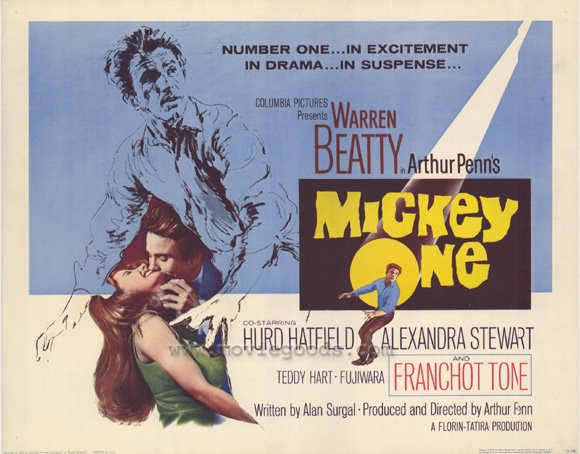 NUMBER ONE...IN EXCITEMENT
IN DRAMA...IN SUSPENSE...
COLUMBIA PICTURES
Presents
WARREN
BEATTY
in Arthur Penn's
MICKEY
ONE
CO-STARRING
HURD HATFIELD
ALEXANDRA STEWART
www.moviegoods.com
AND
TEDDY HART · FUJIWARA
FRANCHOT TONE
Written by Alan Surgal · Produced and Directed by Arthur Penn
A FLORIN-TATIRA PRODUCTION